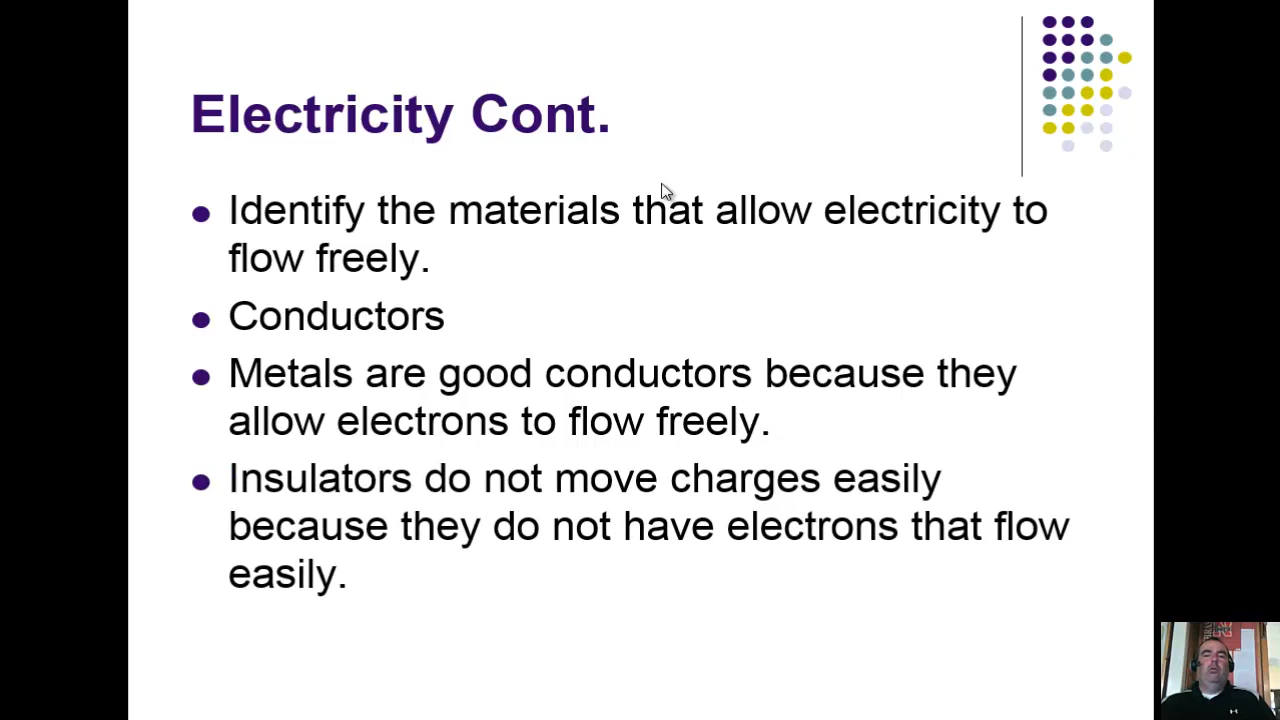 Electricity Cont.
Identify the materials that allow electricity to
flow freely.
Conductors
Metals are good conductors because they
allow electrons to flow freely.
Insulators do not move charges easily
because they do not have electrons that flow
easily.